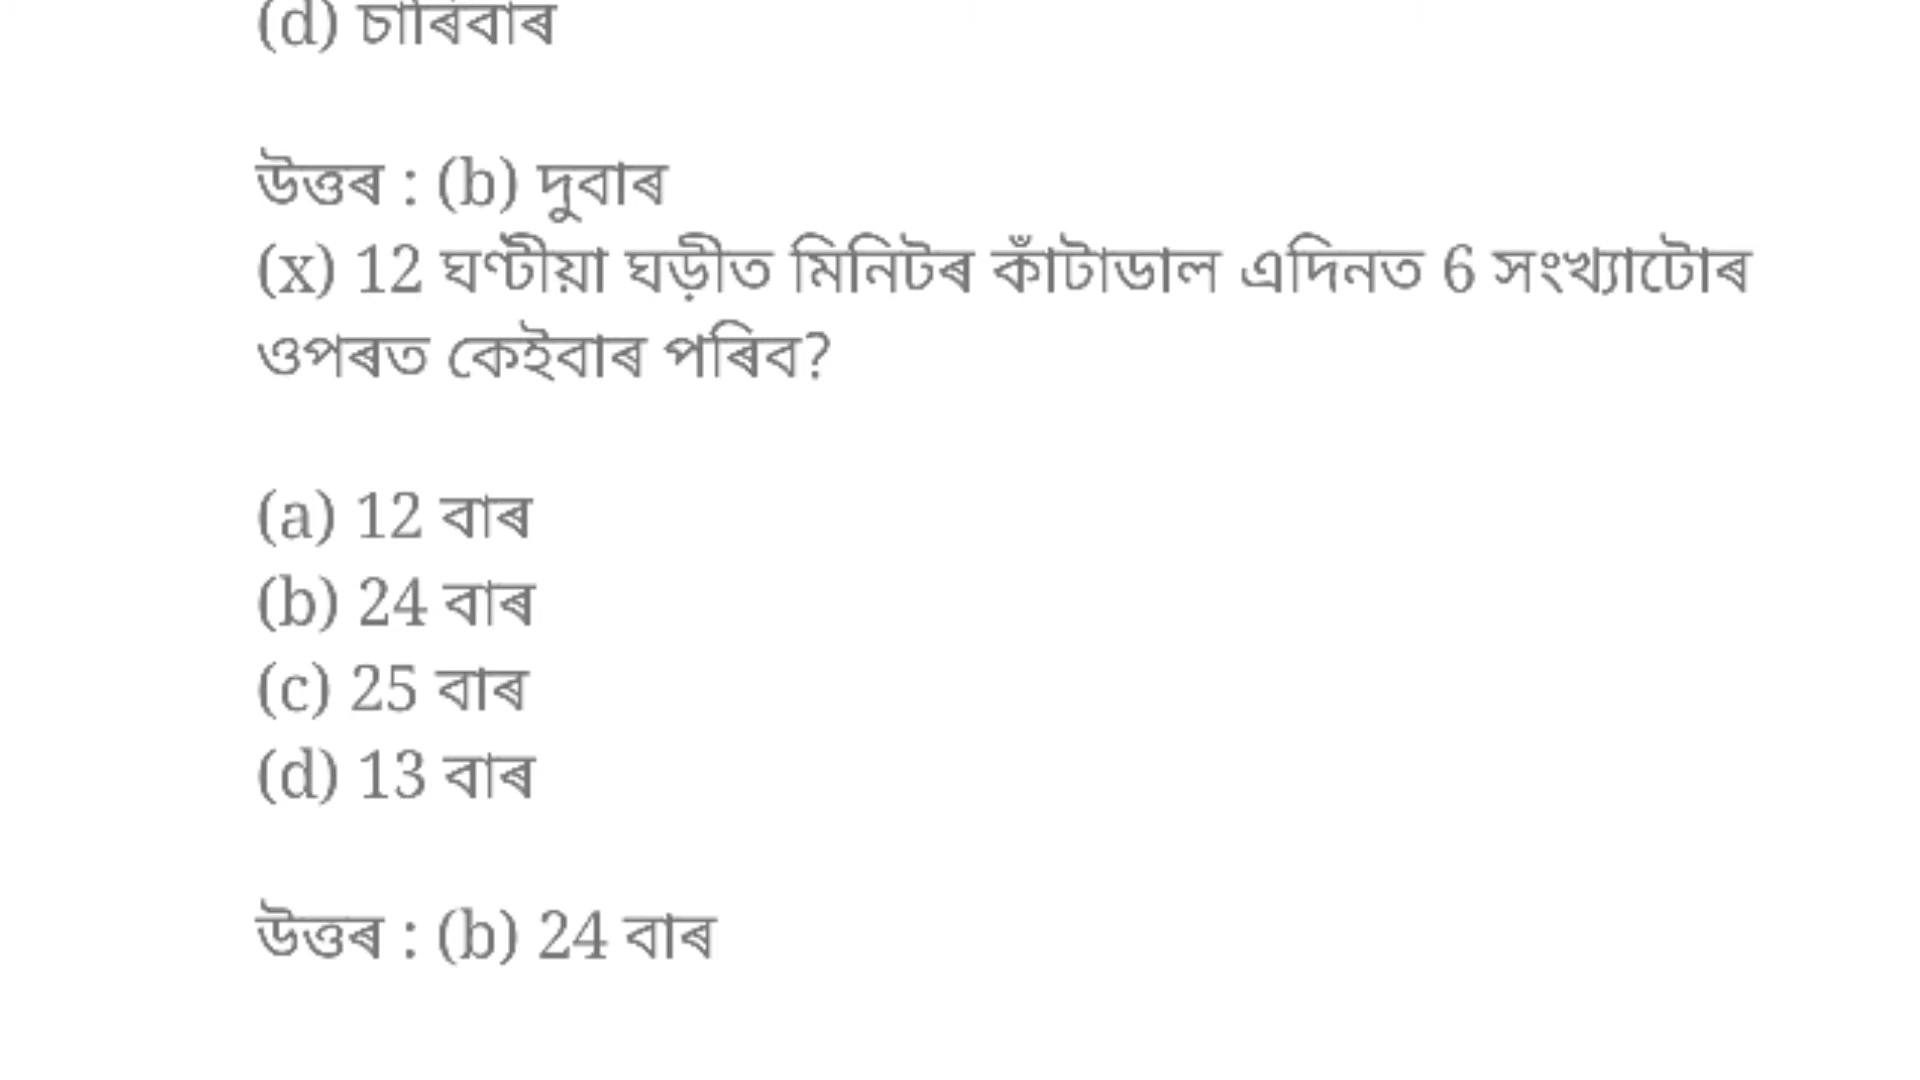 (d) চাৰিবাৰ
উত্তৰ : (b) দুবাৰ
(x) 12 ঘণ্টীয়া ঘড়ীত মিনিটৰ কাঁটাডাল এদিনত 6 সংখ্যাটোৰ
ওপৰত কেইবাৰ পৰিব?
(a) 12 বাৰ
(b) 24 বাৰ
(c) 25 বাৰ
(d) 13 বাৰ
উত্তৰ : (b) 24 বাৰ